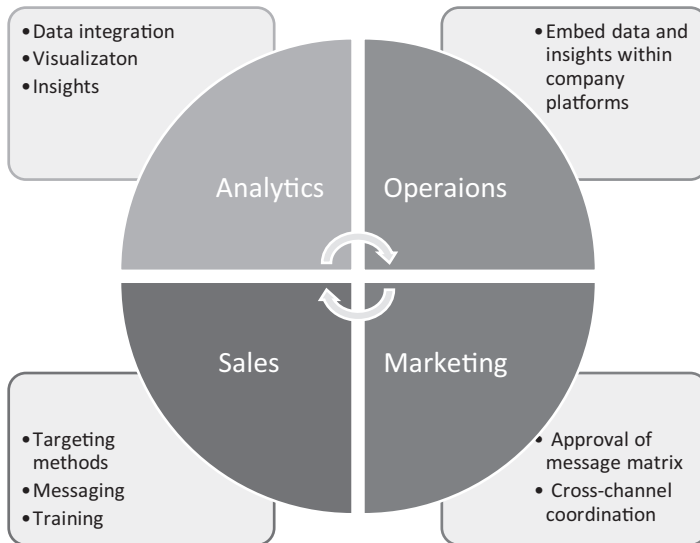 •Data integration
•Visualizaton
•Insights
•Embed data and
insights within
company
platforms
Analytics
Operaions
Sales
Marketing
•Targeting
methods
•Messaging
•Training
• Approval of
message matrix
• Cross-channel
coordination